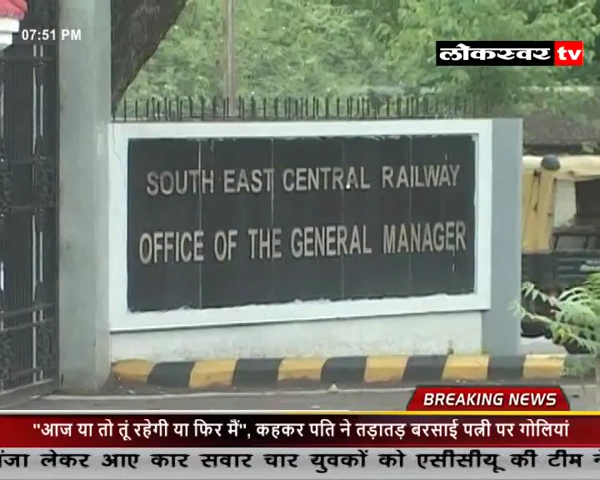 07:51 PM
लोकस्वर tv
SOUTH EAST CENTRAL RAILWAY
OFFICE OF THE GENERAL MANAGER
BREAKING NEWS
"आज या तो तूं रहेगी या फिर मैं", कहकर पति ने तड़ातड़ बरसाई पत्नी पर गोलियां
लेकर आए कार सवार चार युवकों को एसीसीयू की टीम